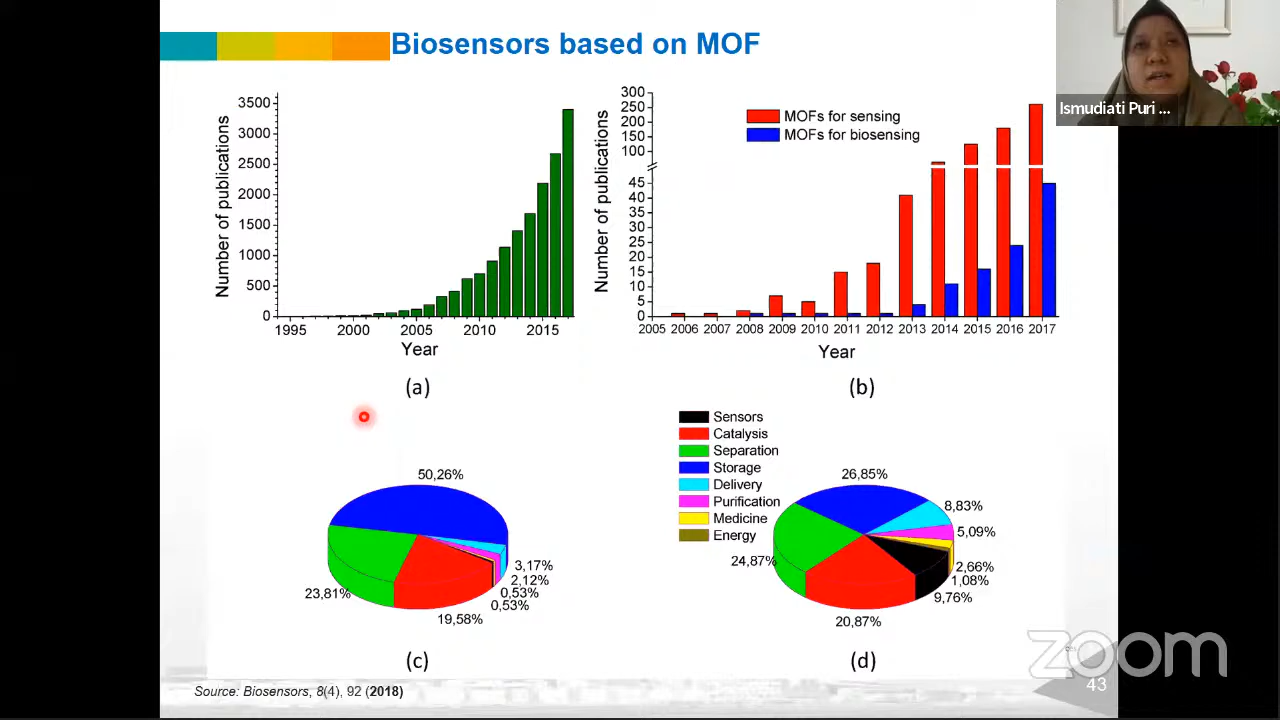 Biosensors based on MOF
Ismudiati Puri ...
Number of publications
3500
3000
2500
2000
1500
1000
500
0
1995 2000 2005 2010 2015
Year
(a)
Number of publications
300
250
200
150
100
45
40
35
30
25
20
15
10
5
0
MOFs for sensing
MOFs for biosensing
2005 2006 2007 2008 2009 2010 2011 2012 2013 2014 2015 2016 2017
Year
(b)
50,26%
3,17%
2,12%
0,53%
0,53%
19,58%
23,81%
(c)
Sensors
Catalysis
Separation
Storage
Delivery
Purification
Medicine
Energy
26,85%
8,83%
5,09%
2,66%
1,08%
9,76%
20,87%
24,87%
(d)
Source: Biosensors, 8(4), 92 (2018)
zoom
43